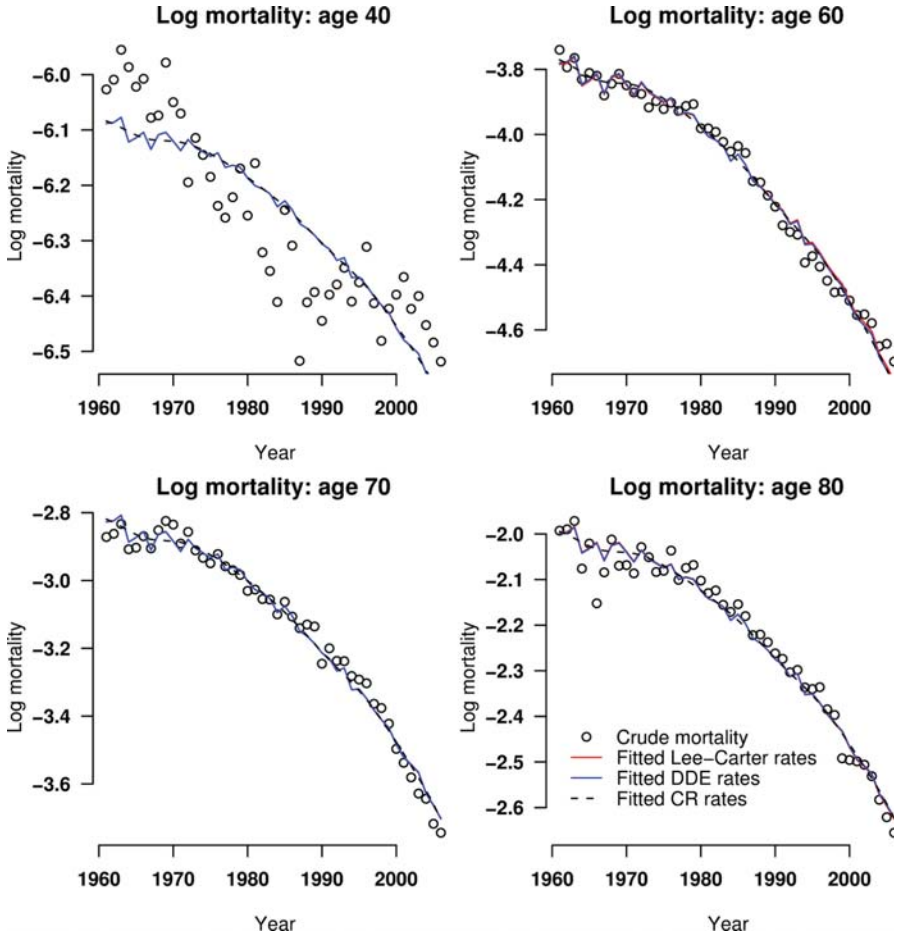 Log mortality: age 40
Log mortality
−6.0
−6.1
−6.2
−6.3
−6.4
−6.5
1960 1970 1980 1990 2000
Year
Log mortality: age 60
Log mortality
−3.8
−4.0
−4.2
−4.4
−4.6
1960 1970 1980 1990 2000
Year
Log mortality: age 70
Log mortality
−2.8
−3.0
−3.2
−3.4
−3.6
1960 1970 1980 1990 2000
Year
Log mortality: age 80
Log mortality
−2.0
−2.1
−2.2
−2.3
−2.4
−2.5
−2.6
Crude mortality
Fitted Lee−Carter rates
Fitted DDE rates
Fitted CR rates
1960 1970 1980 1990 2000
Year